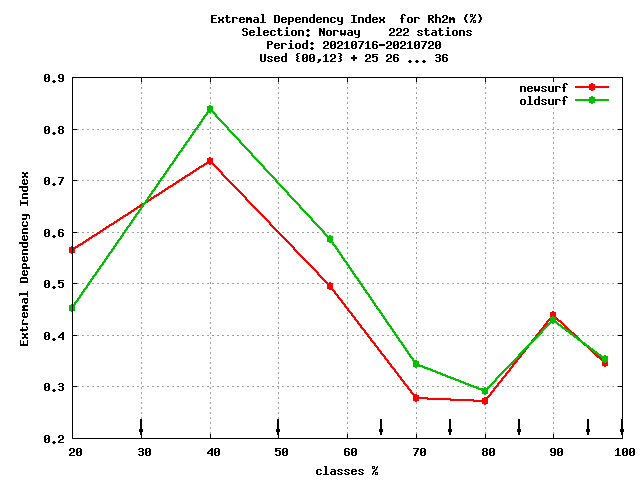 Extremal Dependency Index  for Rh2m (%)
Selection: Norway    222 stations
Period: 20210716-20210720
Used {00,12} + 25 26 ... 36
newsurf
oldsurf
0.9
0.8
0.7
0.6
0.5
0.4
0.3
0.2
Extremal Dependency Index
20 30 40 50 60 70 80 90 100
classes %